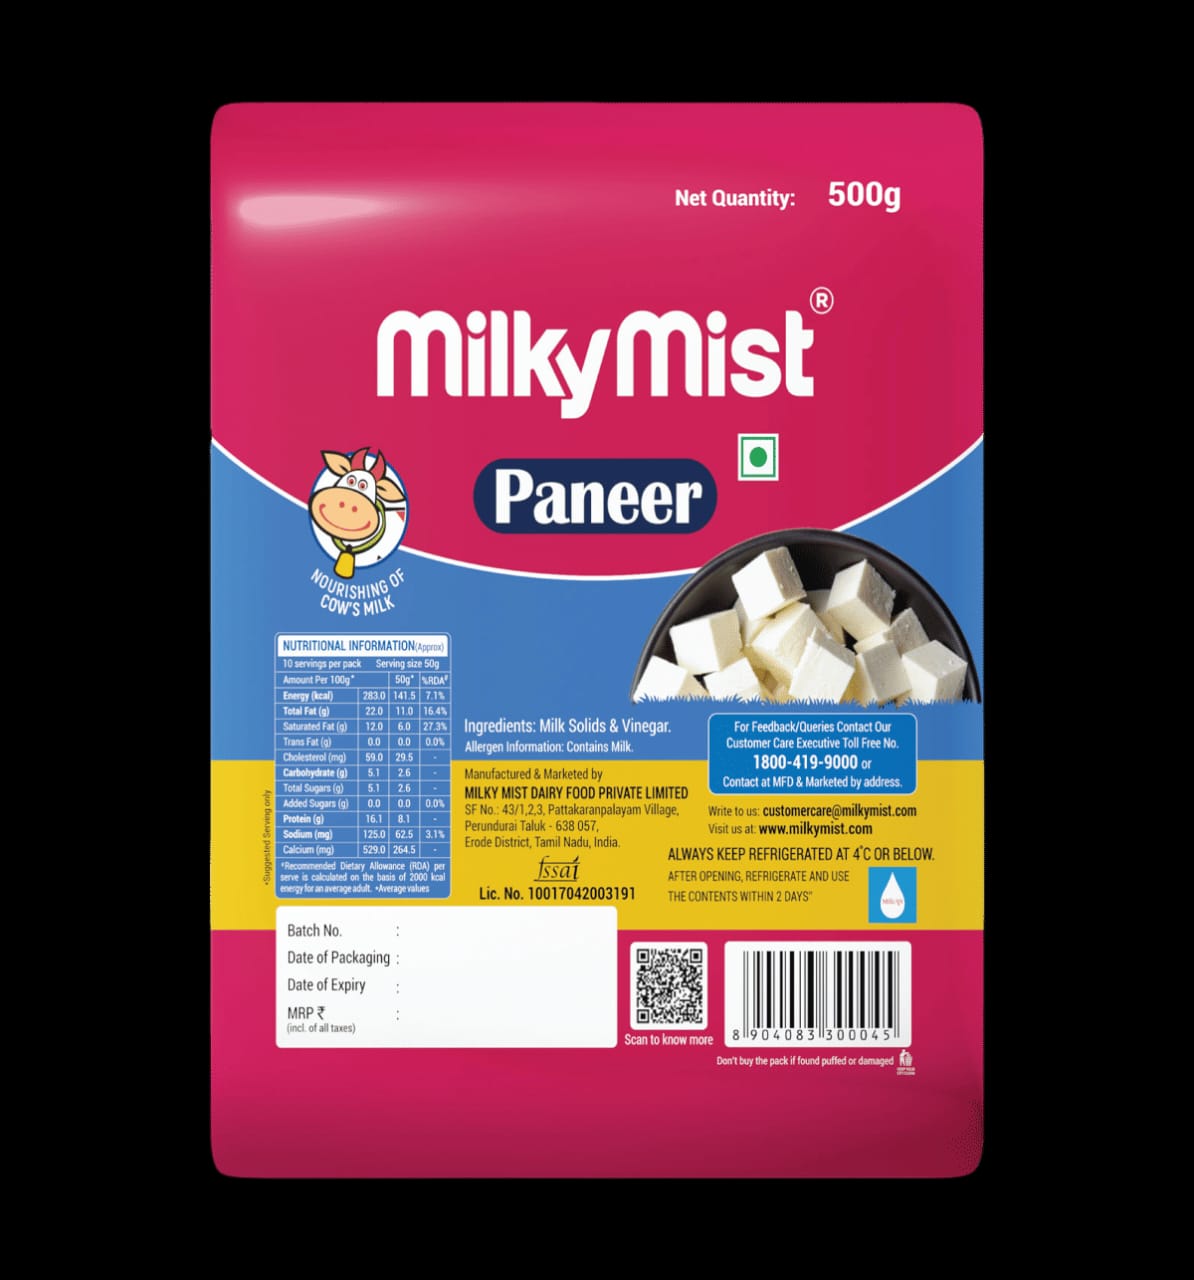 Net Quantity: 500g
MilkyMist®
Paneer
NOURISHING OF
COW'S MILK
NUTRITIONAL INFORMATION(Approx)
10 servings per pack Serving size 50g
Amount Per 100g* 50g* %RDA#
Energy (kcal) 283.0 141.5 7.1%
Total Fat (g) 22.0 11.0 16.4%
Saturated Fat (g) 12.0 6.0 27.3%
Trans Fat (g) 0.0 0.0 0.0%
Cholesterol (mg) 59.0 29.5 -
Carbohydrate (g) 5.1 2.6 -
Total Sugars (g) 5.1 2.6 -
Added Sugars (g) 0.0 0.0 0.0%
Protein (g) 16.1 8.1 -
Sodium (mg) 125.0 62.5 3.1%
Calcium (mg) 529.0 264.5 -
#Recommended Dietary Allowance (RDA) per
serve is calculated on the basis of 2000 kcal
energy for an average adult. •Average values
*Suggested Serving only
Ingredients: Milk Solids & Vinegar.
Allergen Information: Contains Milk.
Manufactured & Marketed by
MILKY MIST DAIRY FOOD PRIVATE LIMITED
SF No.: 43/1,2,3, Pattakaranpalayam Village,
Perundurai Taluk - 638 057,
Erode District, Tamil Nadu, India.
fssai
Lic. No. 10017042003191
For Feedback/Queries Contact Our
Customer Care Executive Toll Free No.
1800-419-9000 or
Contact at MFD & Marketed by address.
Write to us: customercare@milkymist.com
Visit us at: www.milkymist.com
ALWAYS KEEP REFRIGERATED AT 4°C OR BELOW.
AFTER OPENING, REFRIGERATE AND USE
THE CONTENTS WITHIN 2 DAYS"
Batch No. :
Date of Packaging :
Date of Expiry :
MRP ₹ :
(incl. of all taxes)
Scan to know more
8 904083 300045
Don't buy the pack if found puffed or damaged